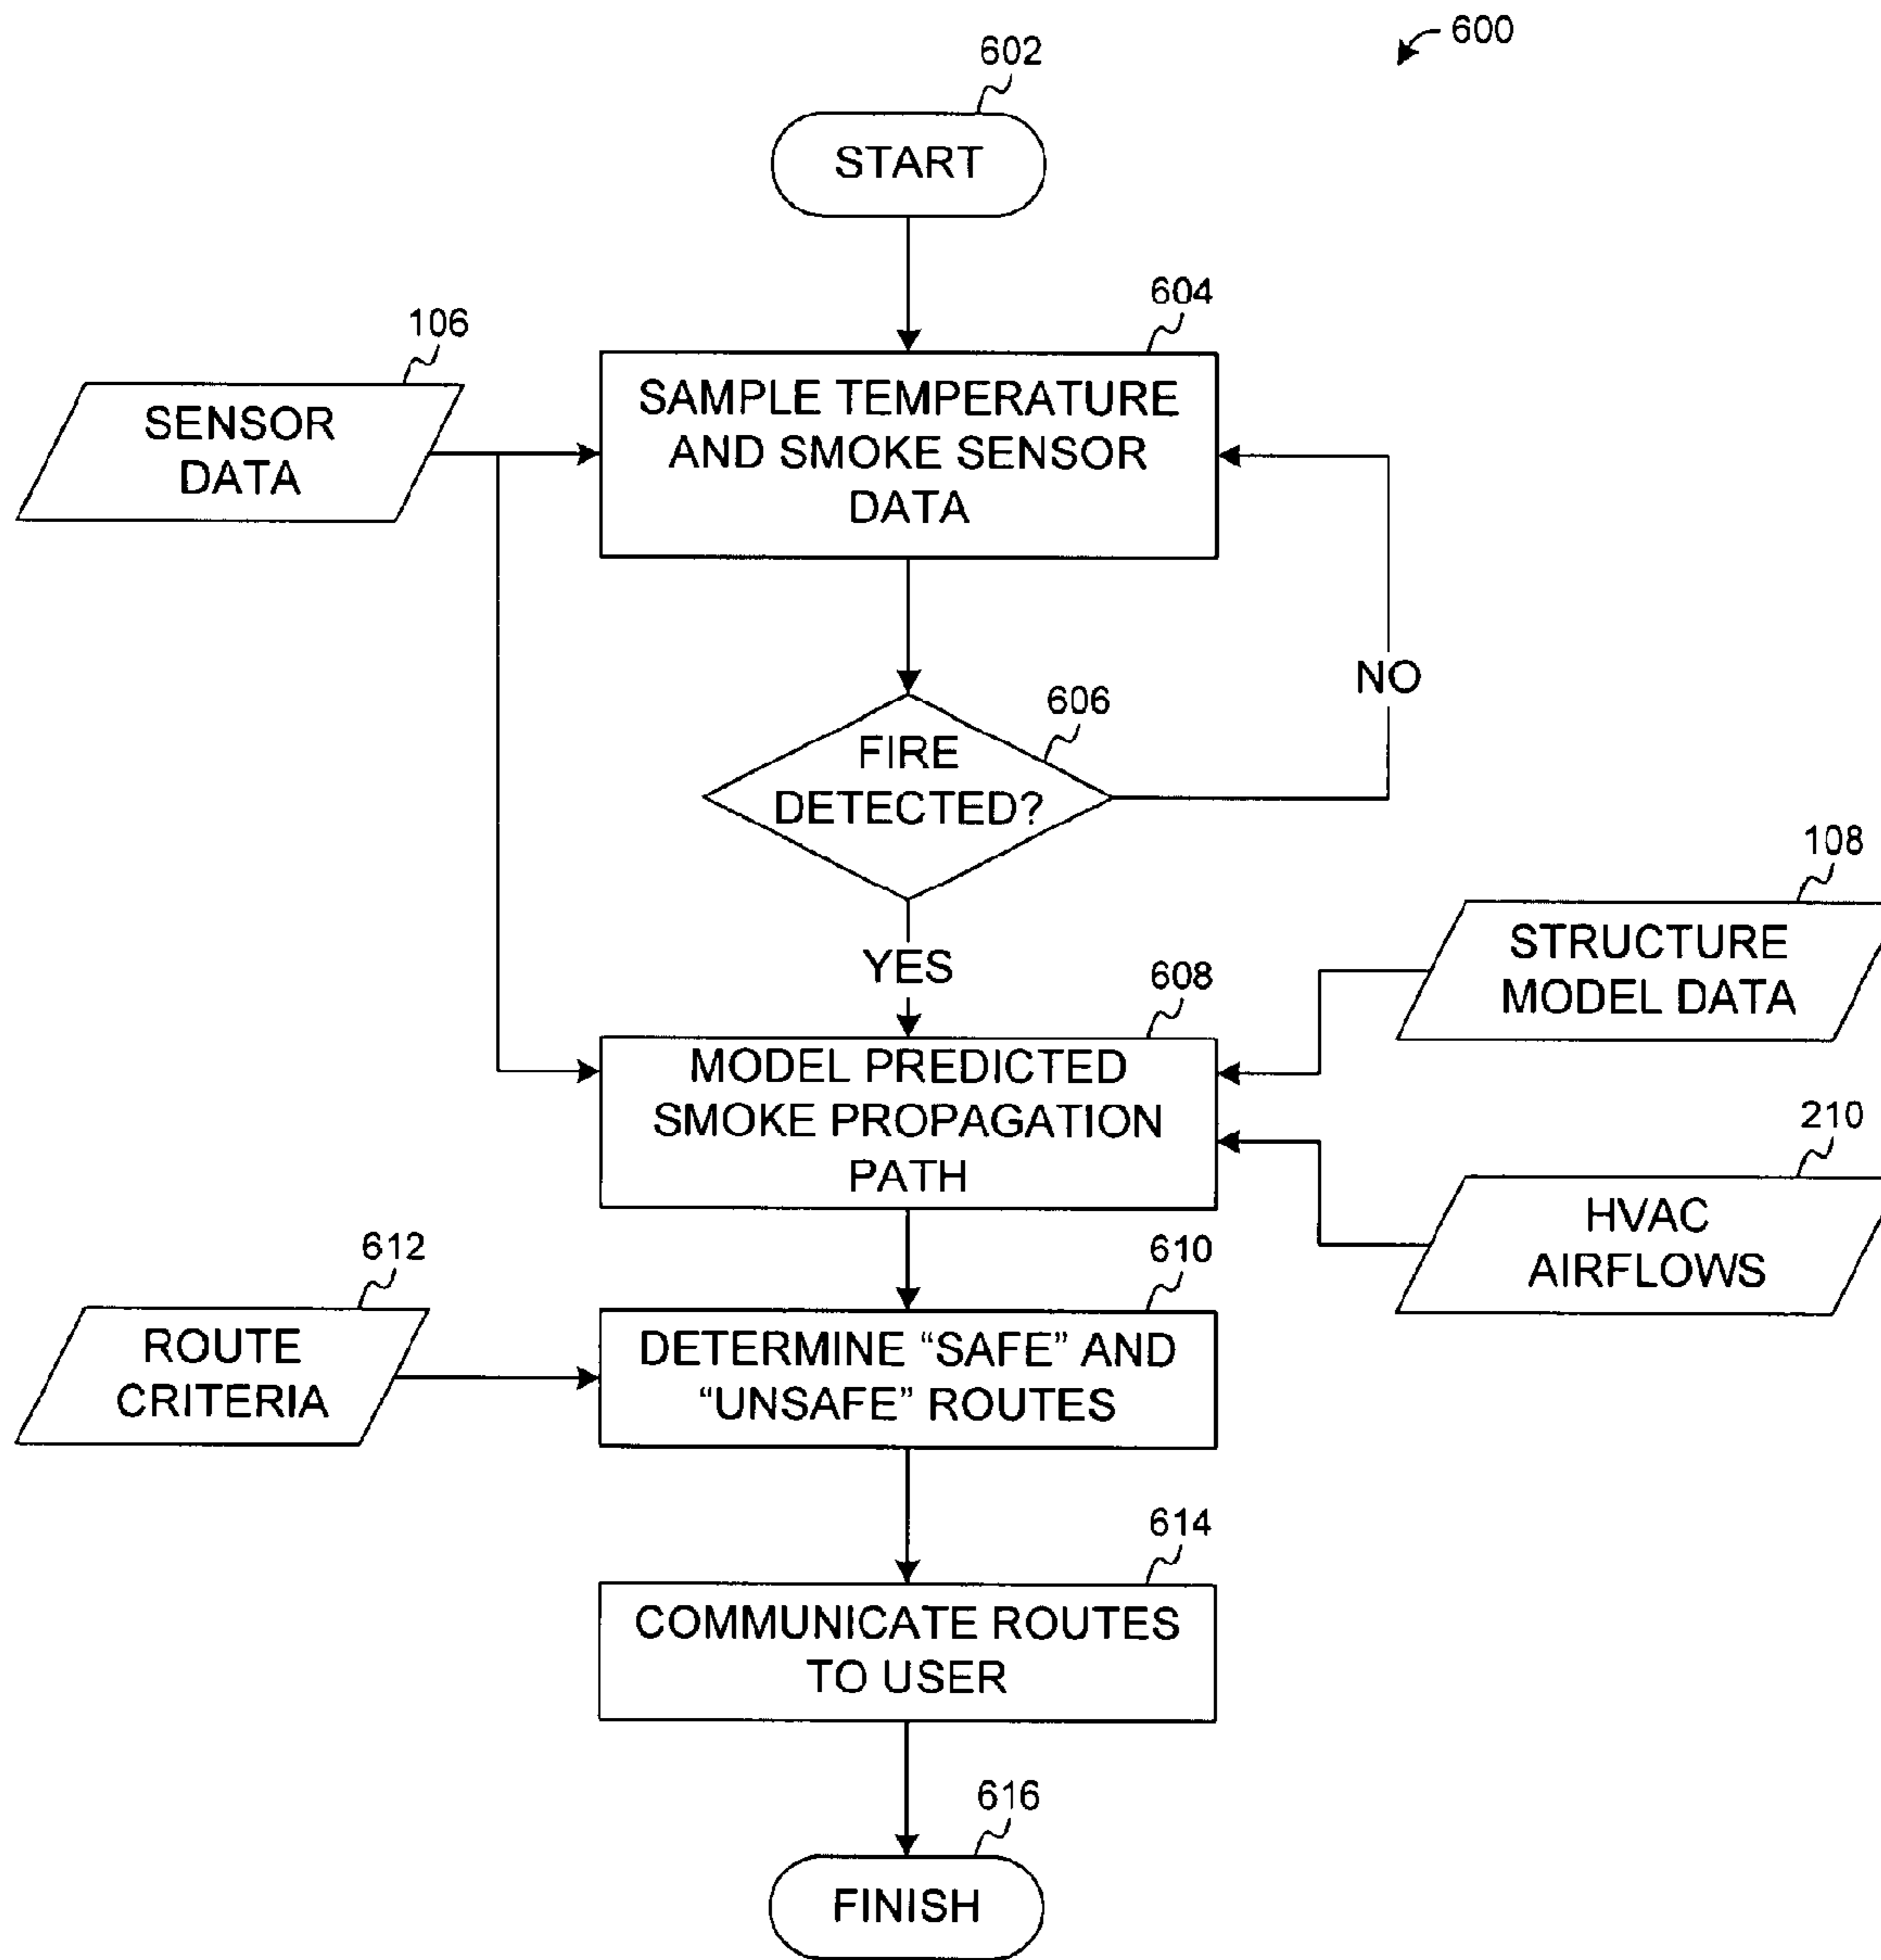 600
602
START
604
106
SENSOR
DATA
SAMPLE TEMPERATURE
AND SMOKE SENSOR
DATA
NO
606
FIRE
DETECTED?
108
STRUCTURE
MODEL DATA
YES
608
MODEL PREDICTED
SMOKE PROPAGATION
PATH
210
HVAC
AIRFLOWS
612
ROUTE
CRITERIA
610
DETERMINE “SAFE” AND
“UNSAFE” ROUTES
614
COMMUNICATE ROUTES
TO USER
616
FINISH